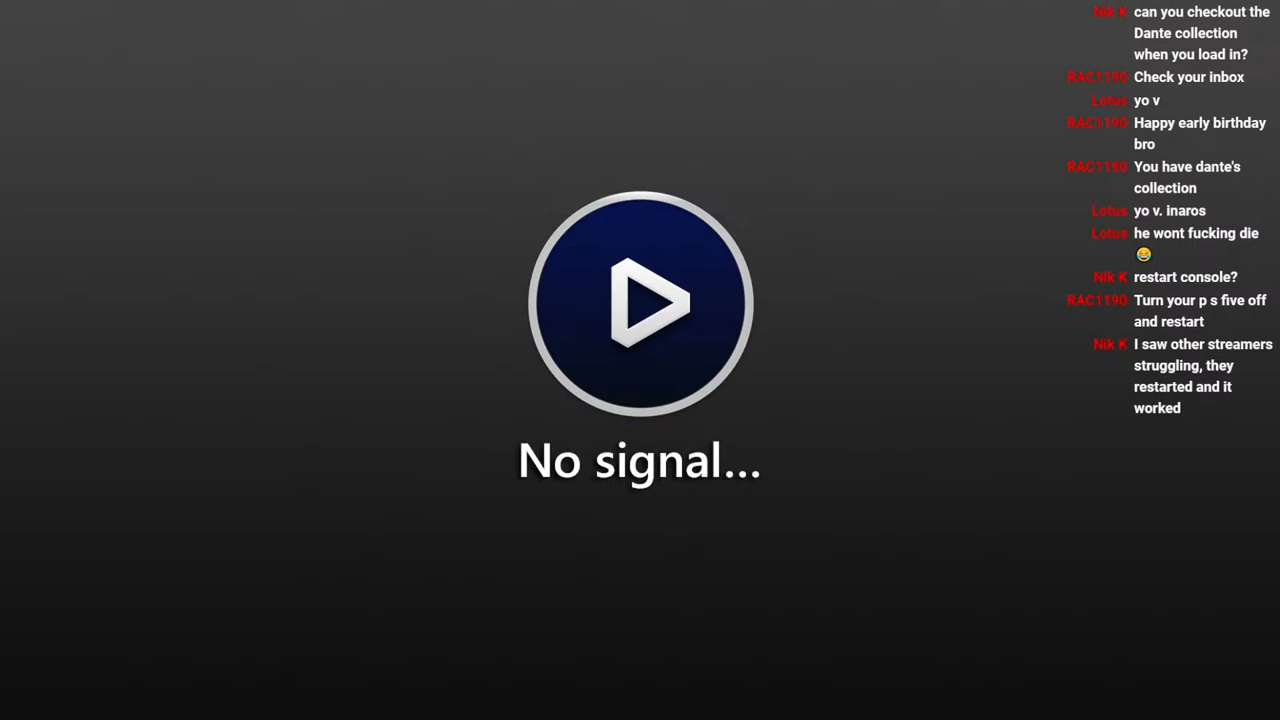 Nik K can you checkout the
Dante collection
when you load in?
RAC1190 Check your inbox
Lotus yo v
RAC1190 Happy early birthday
bro
RAC1190 You have dante's
collection
Lotus yo v. inaros
Lotus he wont fucking die
😂
Nik K restart console?
RAC1190 Turn your p s five off
and restart
Nik K I saw other streamers
struggling, they
restarted and it
worked
No signal...